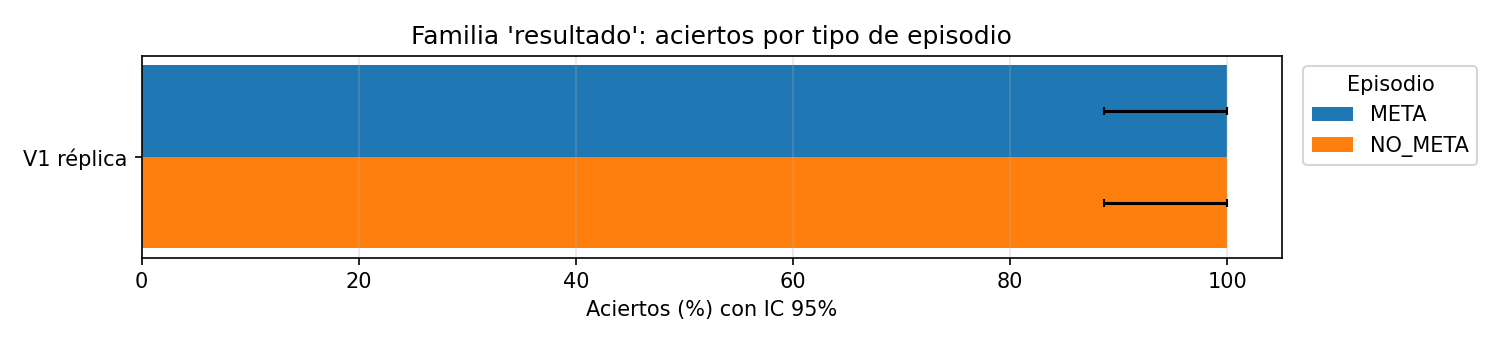 Familia 'resultado': aciertos por tipo de episodio
Episodio
META
NO_META
V1 réplica
0 20 40 60 80 100
Aciertos (%) con IC 95%